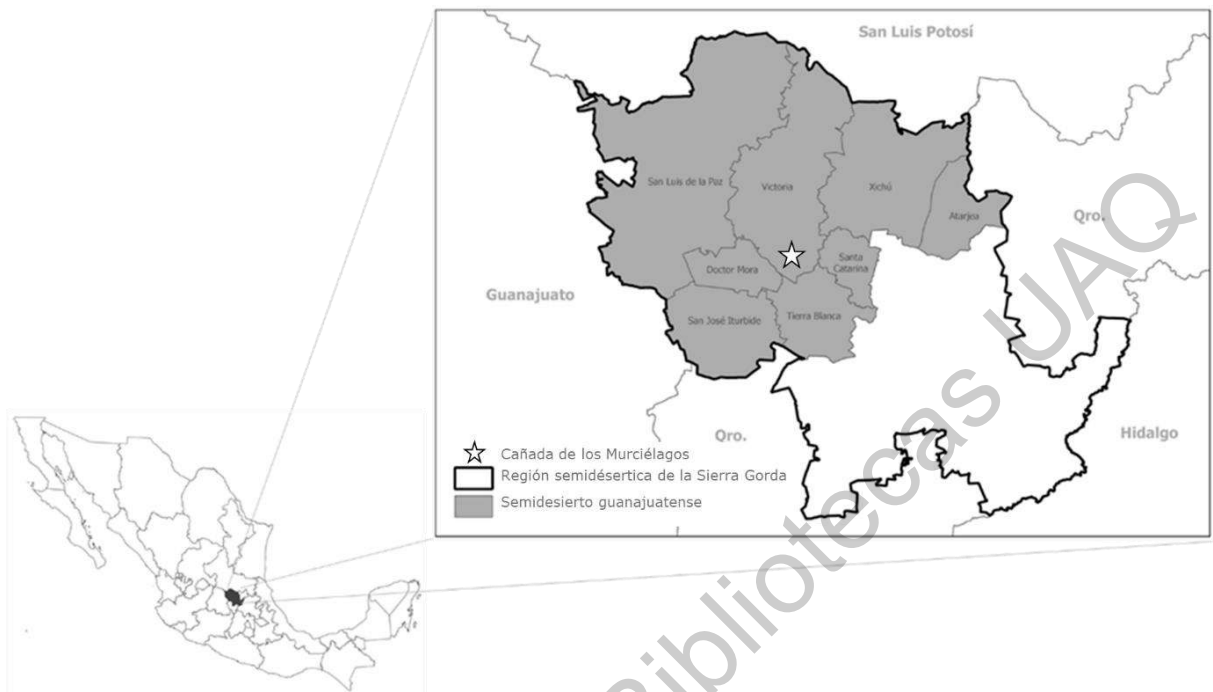 San Luis Potosí
San Luis de la Paz
Victoria
Xichú
Atarjea
Qro.
Doctor Mora
Santa
Catarina
Guanajuato
San José Iturbide
Tierra Blanca
Qro.
Hidalgo
Cañada de los Murciélagos
Región semidésertica de la Sierra Gorda
Semidesierto guanajuatense
Bibliotecas UAQ